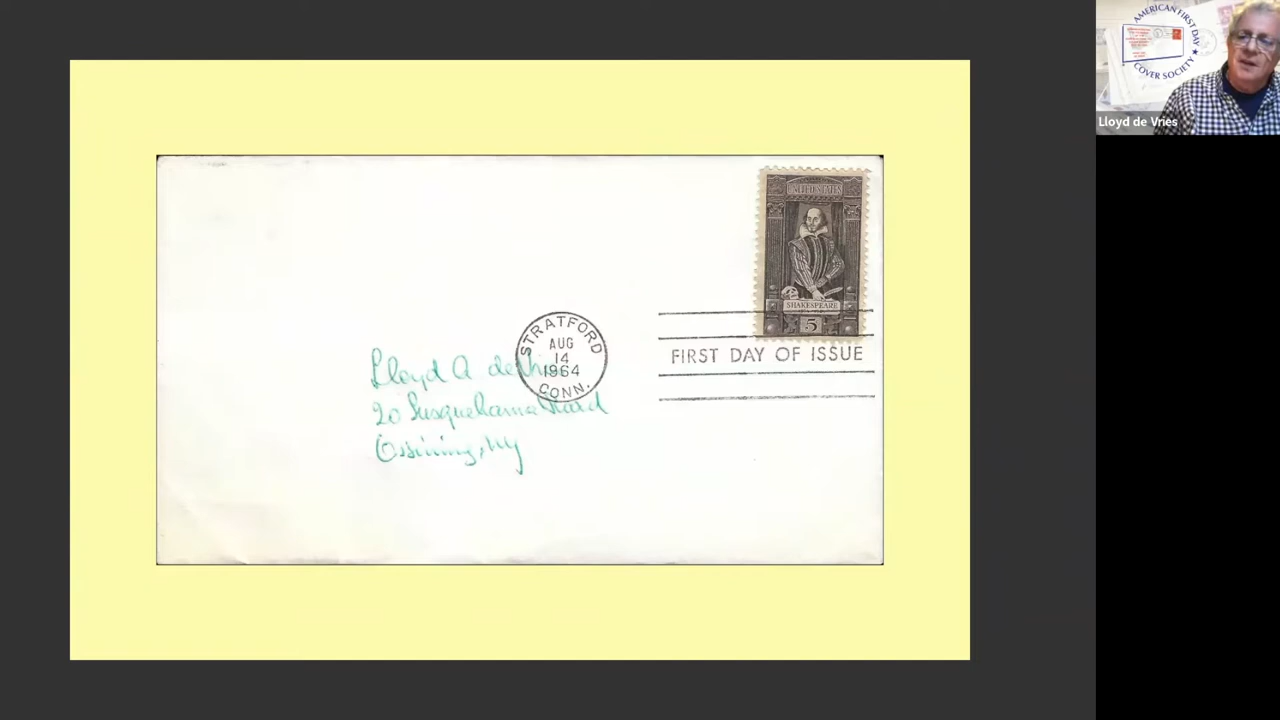 AMERICAN FIRST DAY
COVER SOCIETY
Lloyd de Vries
UNITED STATES
SHAKESPEARE
5
STRATFORD
AUG
14
1964
CONN.
FIRST DAY OF ISSUE
Lloyd A de Vries
20 Susquehanna Road
Ossining, NY